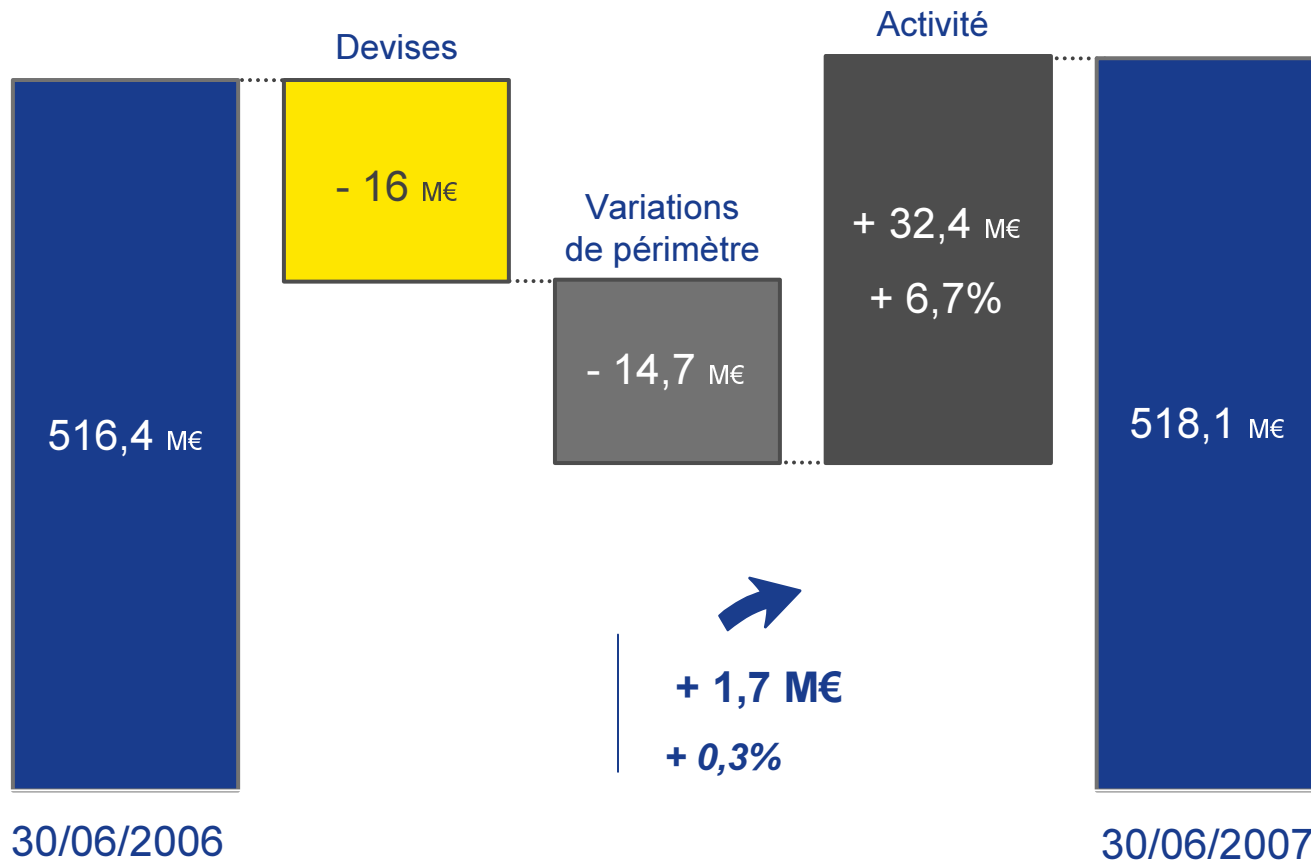 Devises
Activité
- 16 M€
Variations
de périmètre
+ 32,4 M€
+ 6,7%
- 14,7 M€
516,4 M€
518,1 M€
+ 1,7 M€
+ 0,3%
30/06/2006
30/06/2007